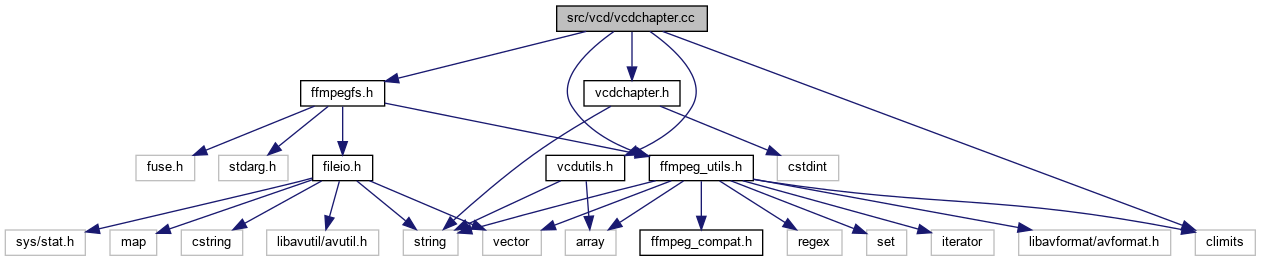 src/vcd/vcdchapter.cc
ffmpegfs.h
vcdchapter.h
fuse.h
stdarg.h
fileio.h
vcdutils.h
ffmpeg_utils.h
cstdint
sys/stat.h
map
cstring
libavutil/avutil.h
string
vector
array
ffmpeg_compat.h
regex
set
iterator
libavformat/avformat.h
climits